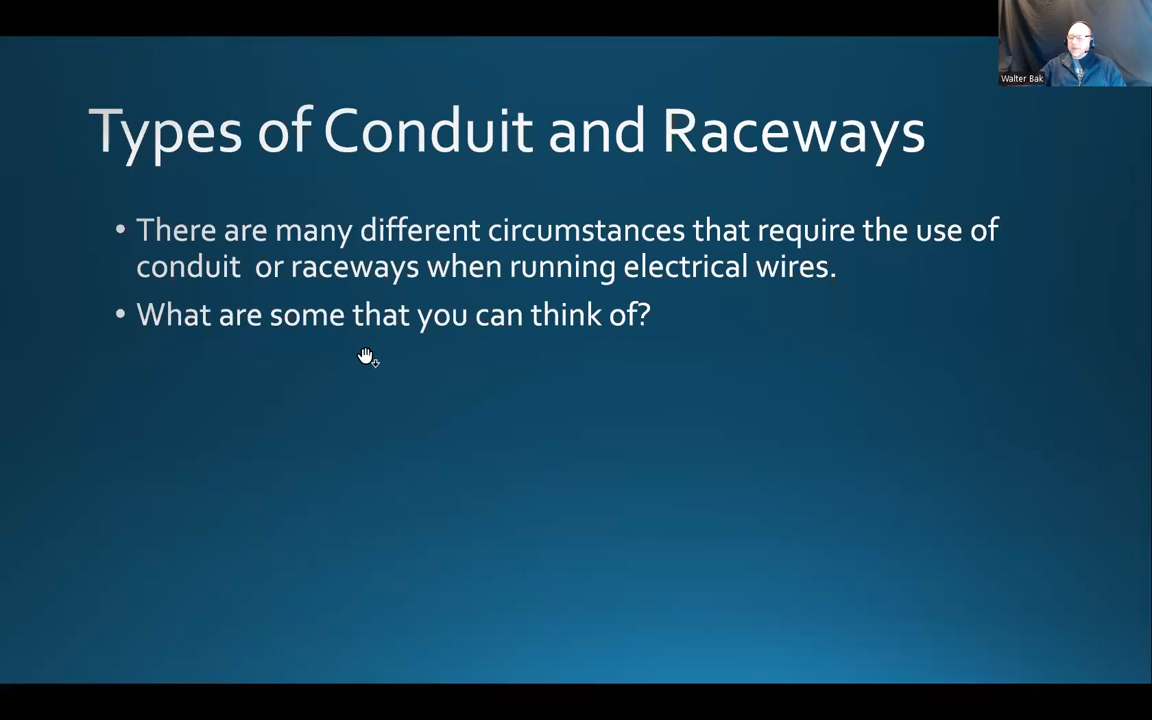 Walter Bak
Types of Conduit and Raceways
• There are many different circumstances that require the use of
conduit  or raceways when running electrical wires.
• What are some that you can think of?